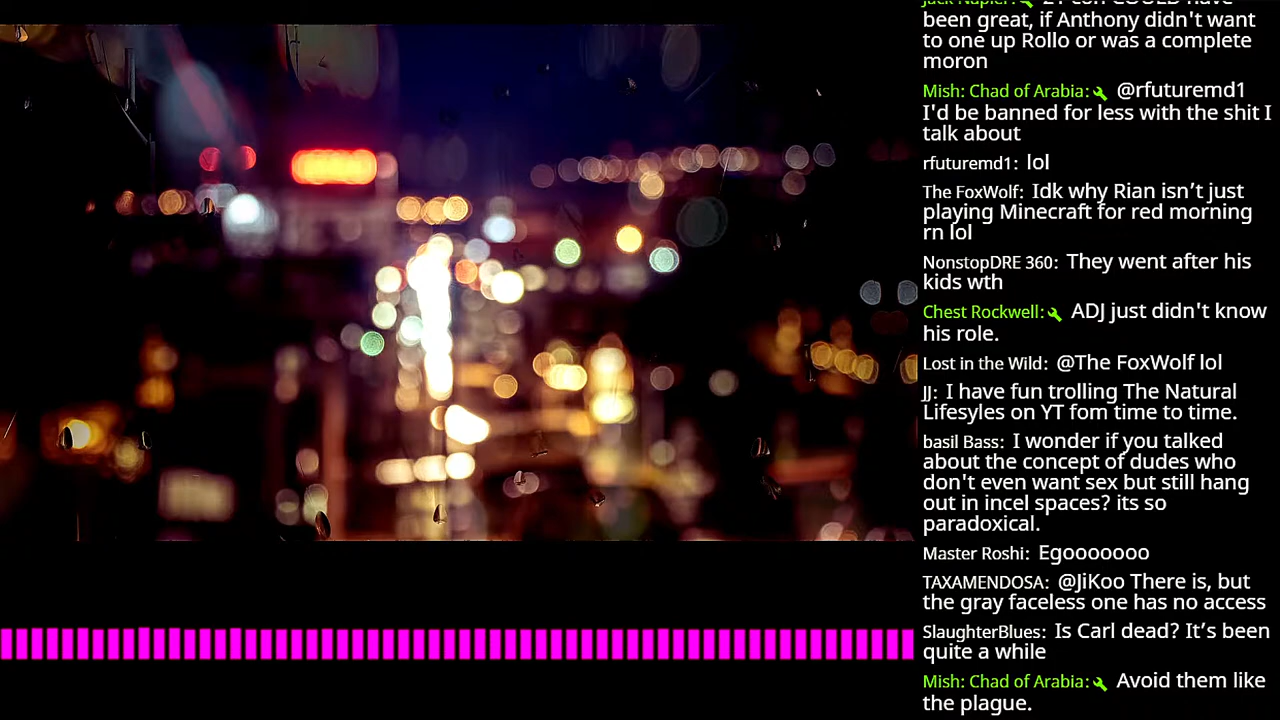 been great, if Anthony didn't want
to one up Rollo or was a complete
moron
Mish: Chad of Arabia: @rfuturemd1
I'd be banned for less with the shit I
talk about
rfuturemd1: lol
The FoxWolf: Idk why Rian isn’t just
playing Minecraft for red morning
rn lol
NonstopDRE 360: They went after his
kids wth
Chest Rockwell: ADJ just didn't know
his role.
Lost in the Wild: @The FoxWolf lol
JJ: I have fun trolling The Natural
Lifesyles on YT fom time to time.
basil Bass: I wonder if you talked
about the concept of dudes who
don't even want sex but still hang
out in incel spaces? its so
paradoxical.
Master Roshi: Egooooooo
TAXAMENDOSA: @JiKoo There is, but
the gray faceless one has no access
SlaughterBlues: Is Carl dead? It’s been
quite a while
Mish: Chad of Arabia: Avoid them like
the plague.